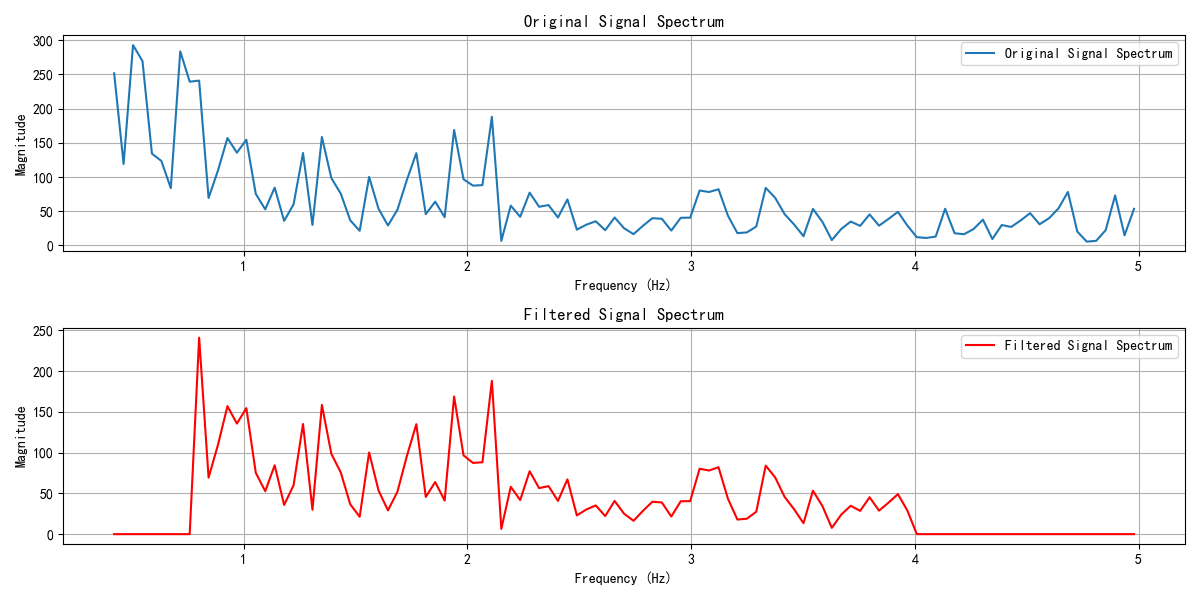 Original Signal Spectrum
300
250
200
150
100
50
0
Magnitude
Original Signal Spectrum
1 2 3 4 5
Frequency (Hz)
Filtered Signal Spectrum
250
200
150
100
50
0
Magnitude
Filtered Signal Spectrum
1 2 3 4 5
Frequency (Hz)